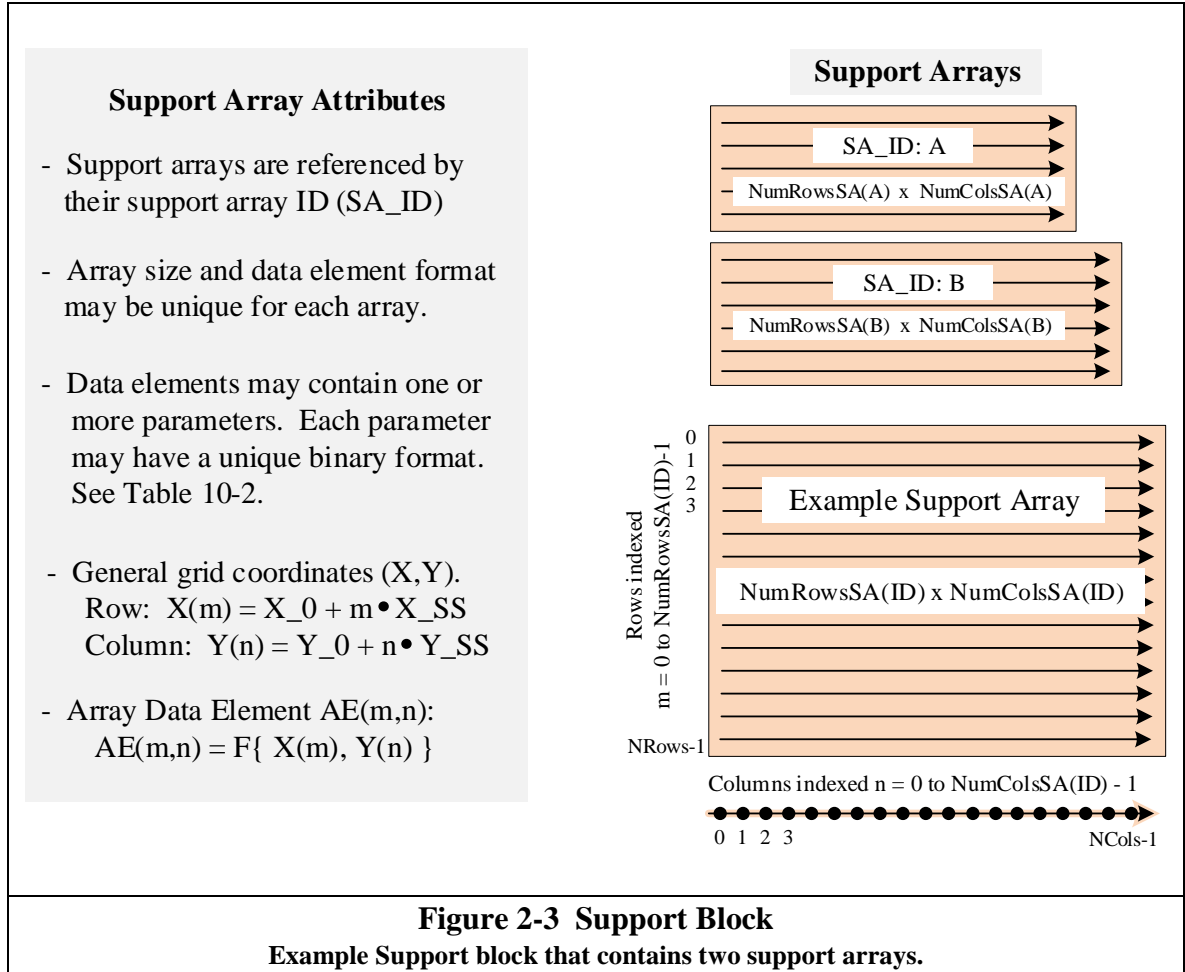 Support Array Attributes
- Support arrays are referenced by
their support array ID (SA_ID)
- Array size and data element format
may be unique for each array.
- Data elements may contain one or
more parameters. Each parameter
may have a unique binary format.
See Table 10-2.
- General grid coordinates (X,Y).
Row: X(m) = X_0 + m • X_SS
Column: Y(n) = Y_0 + n • Y_SS
- Array Data Element AE(m,n):
AE(m,n) = F{ X(m), Y(n) }
Support Arrays
SA_ID: A
NumRowsSA(A) x NumColsSA(A)
SA_ID: B
NumRowsSA(B) x NumColsSA(B)
Rows indexed
m = 0 to NumRowsSA(ID)-1
0
1
2
3
NRows-1
Example Support Array
NumRowsSA(ID) x NumColsSA(ID)
Columns indexed n = 0 to NumColsSA(ID) - 1
0 1 2 3 NCols-1
Figure 2-3 Support Block
Example Support block that contains two support arrays.